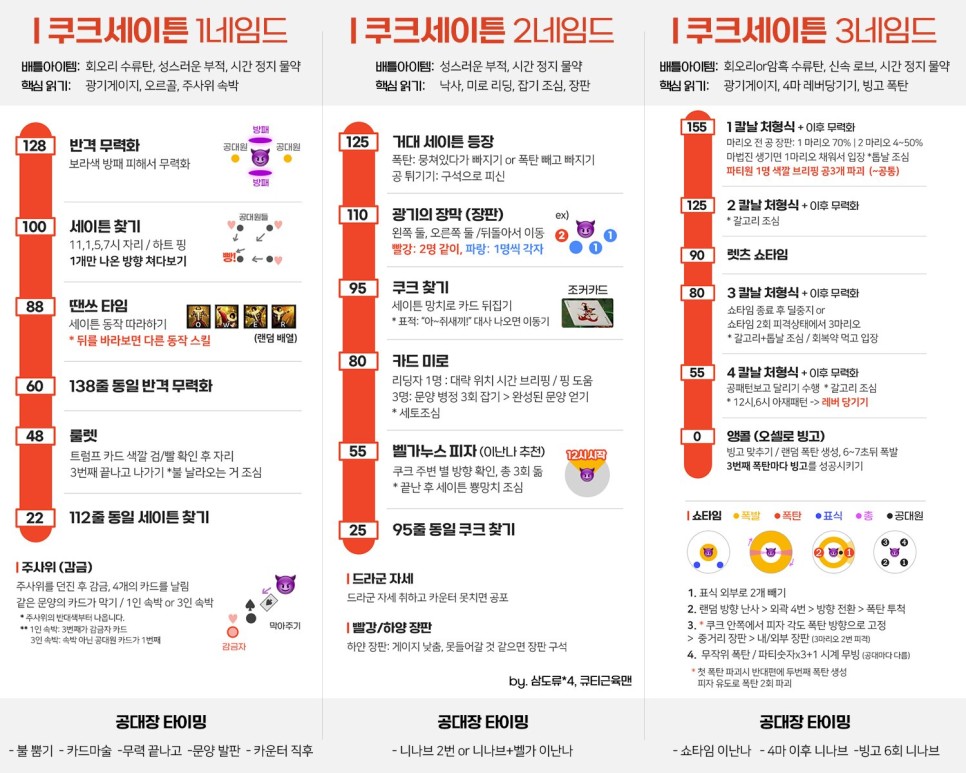 쿠크세이튼 1네임드
배틀아이템: 회오리 수류탄, 성스러운 부적, 시간 정지 물약
핵심 읽기: 광기게이지, 오르골, 주사위 속박
128
반격 무력화
보라색 방패 피해서 무력화
방패
공대원
공대원
방패
100
세이튼 찾기
11,1,5,7시 자리 / 하트 핑
1개만 나온 방향 쳐다보기
공대원들
빵!
88
땐쓰 타임
세이튼 동작 따라하기
* 뒤를 바라보면 다른 동작 스킬
Q W E R
(랜덤 배열)
60
138줄 동일 반격 무력화
48
룰렛
트럼프 카드 색깔 검/빨 확인 후 자리
3번째 끝나고 나가기 *불 날라오는 거 조심
22
112줄 동일 세이튼 찾기
주사위 (감금)
주사위를 던진 후 감금, 4개의 카드를 날림
같은 문양의 카드가 막기 / 1인 속박 or 3인 속박
* 주사위의 반대색부터 나옵니다.
** 1인 속박: 3번째가 감금자 카드
3인 속박: 속박 아닌 공대원 카드가 1번째
막아주기
감금자
공대장 타이밍
- 불 뿜기 - 카드마술 -무력 끝나고 -문양 발판 - 카운터 직후
쿠크세이튼 2네임드
배틀아이템: 성스러운 부적, 시간 정지 물약
핵심 읽기: 낙사, 미로 리딩, 잡기 조심, 장판
125
거대 세이튼 등장
폭탄: 뭉쳐있다가 빠지기 or 폭탄 빼고 빠지기
공 튀기기: 구석으로 피신
110
광기의 장막 (장판)
왼쪽 둘, 오른쪽 둘 /뒤돌아서 이동
빨강: 2명 같이, 파랑: 1명씩 각자
ex)
2
1
1
95
쿠크 찾기
세이튼 망치로 카드 뒤집기
* 표적: "아~쥐새끼!" 대사 나오면 이동기
조커카드
80
카드 미로
리딩자 1명 : 대략 위치 시간 브리핑 / 핑 도움
3명: 문양 병정 3회 잡기 > 완성된 문양 얻기
* 세토조심
55
벨가누스 피자 (이난나 추천)
쿠크 주변 별 방향 확인, 총 3회 돎
* 끝난 후 세이튼 뿅망치 조심
12시 시작
25
95줄 동일 쿠크 찾기
드라군 자세
드라군 자세 취하고 카운터 못치면 공포
빨강/하양 장판
하얀 장판: 게이지 낮춤, 못들어갈 것 같으면 장판 구석
by. 삼도류*4, 큐티근육맨
공대장 타이밍
- 니나브 2번 or 니나브+벨가 이난나
쿠크세이튼 3네임드
배틀아이템: 회오리or암흑 수류탄, 신속 로브, 시간 정지 물약
핵심 읽기: 광기게이지, 4마 레버당기기, 빙고 폭탄
155
1 칼날 처형식 + 이후 무력화
마리오 전 공 장판: 1 마리오 70% | 2 마리오 4~50%
마법진 생기면 1마리오 채워서 입장 *톱날 조심
파티원 1명 색깔 브리핑 공3개 파괴 (~공통)
125
2 칼날 처형식 + 이후 무력화
* 갈고리 조심
90
렛츠 쇼타임
80
3 칼날 처형식 + 이후 무력화
쇼타임 종료 후 딜중지 or
쇼타임 2회 피격상태에서 3마리오
* 갈고리+톱날 조심 / 회복약 먹고 입장
55
4 칼날 처형식 + 이후 무력화
공패턴보고 달리기 수행 * 갈고리 조심
* 12시,6시 아재패턴 -> 레버 당기기
0
앵콜 (오셀로 빙고)
빙고 맞추기 / 랜덤 폭탄 생성, 6~7초뒤 폭발
3번째 폭탄마다 빙고를 성공시키기
쇼타임 ●폭발 ●폭탄 ●표식 ●총 ●공대원
2 1
3 4
2 1
1. 표식 외부로 2개 빼기
2. 랜덤 방향 난사 > 외곽 4번 > 방향 전환 > 폭탄 투척
3. * 쿠크 안쪽에서 피자 각도 폭탄 방향으로 고정
> 중거리 장판 > 내/외부 장판 (3마리오 2번 피격)
4. 무작위 폭탄 / 파티숫자x3+1 시계 무빙 (공대마다 다름)
* 첫 폭탄 파괴시 반대편에 두번째 폭탄 생성
피자 유도로 폭탄 2회 파괴
공대장 타이밍
- 쇼타임 이난나 - 4마 이후 니나브 -빙고 6회 니나브